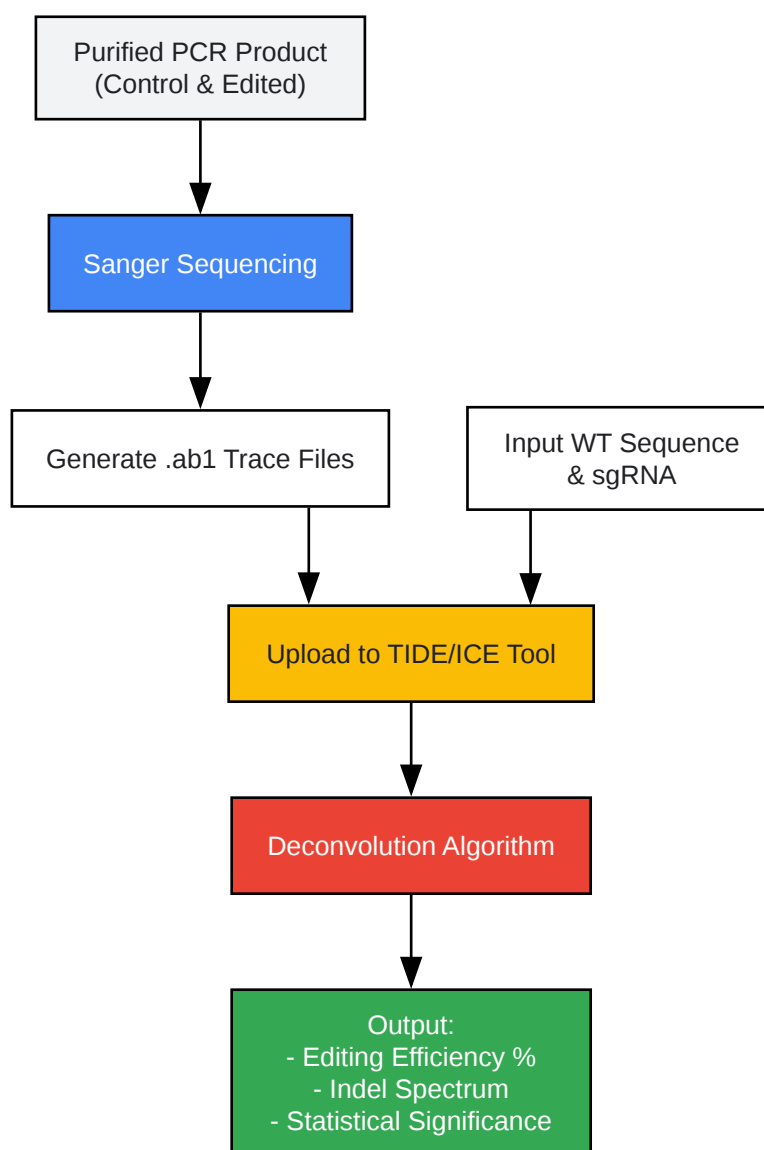 Purified PCR Product
(Control & Edited)
Sanger Sequencing
Generate .ab1 Trace Files
Input WT Sequence
& sgRNA
Upload to TIDE/ICE Tool
Deconvolution Algorithm
Output:
- Editing Efficiency %
- Indel Spectrum
- Statistical Significance